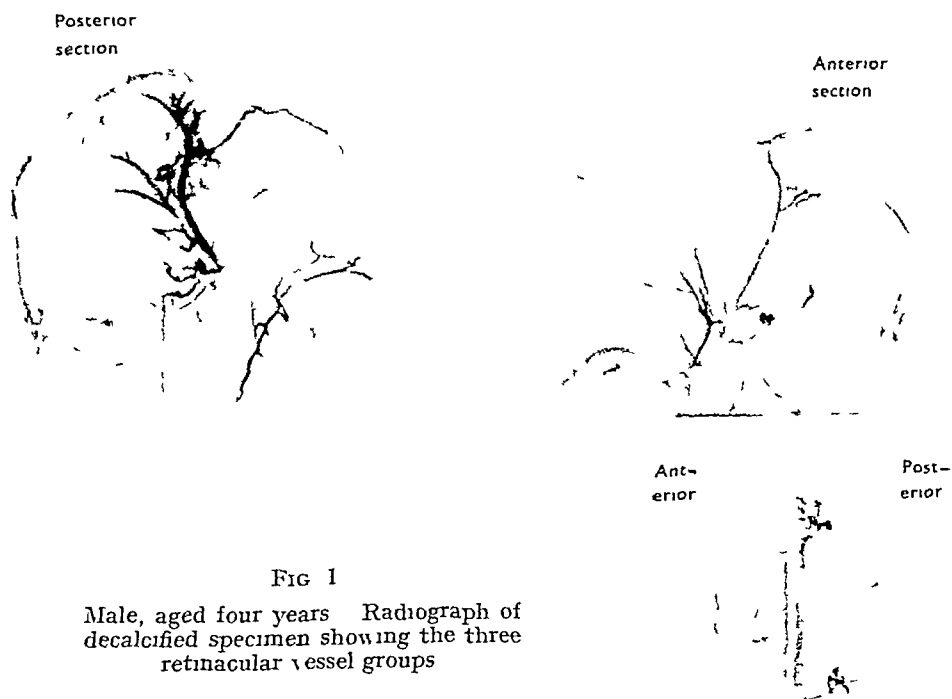 Posterior
section
Anterior
section
Ant-
erior
Post-
erior
FIG 1
Male, aged four years Radiograph of
decalcified specimen showing the three
retinacular vessel groups